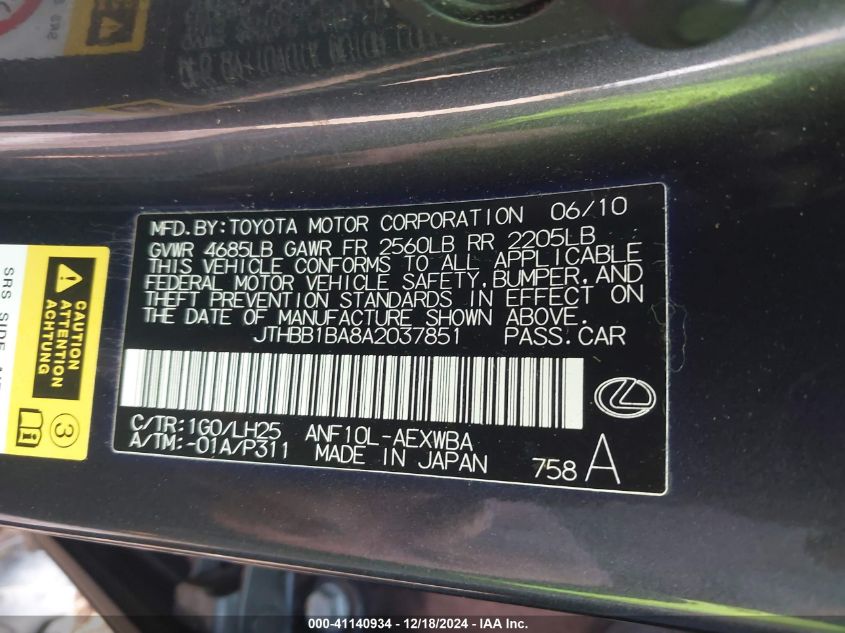 MFD.BY:TOYOTA MOTOR CORPORATION 06/10
GVWR 4685LB GAWR FR 2560LB RR 2205LB
THIS VEHICLE CONFORMS TO ALL APPLICABLE
FEDERAL MOTOR VEHICLE SAFETY,BUMPER,AND
THEFT PREVENTION STANDARDS IN EFFECT ON
THE DATE OF MANUFACTURE SHOWN ABOVE.
JTHBB1BA8A2037851 PASS.CAR
C/TR:1G0/LH25 ANF10L-AEXWBA
A/TM:-01A/P311 MADE IN JAPAN 758 A
CAUTION
ACHTUNG
3
SRS SIDE
000-41140934 - 12/18/2024 - © IAA Holdings, LLC.